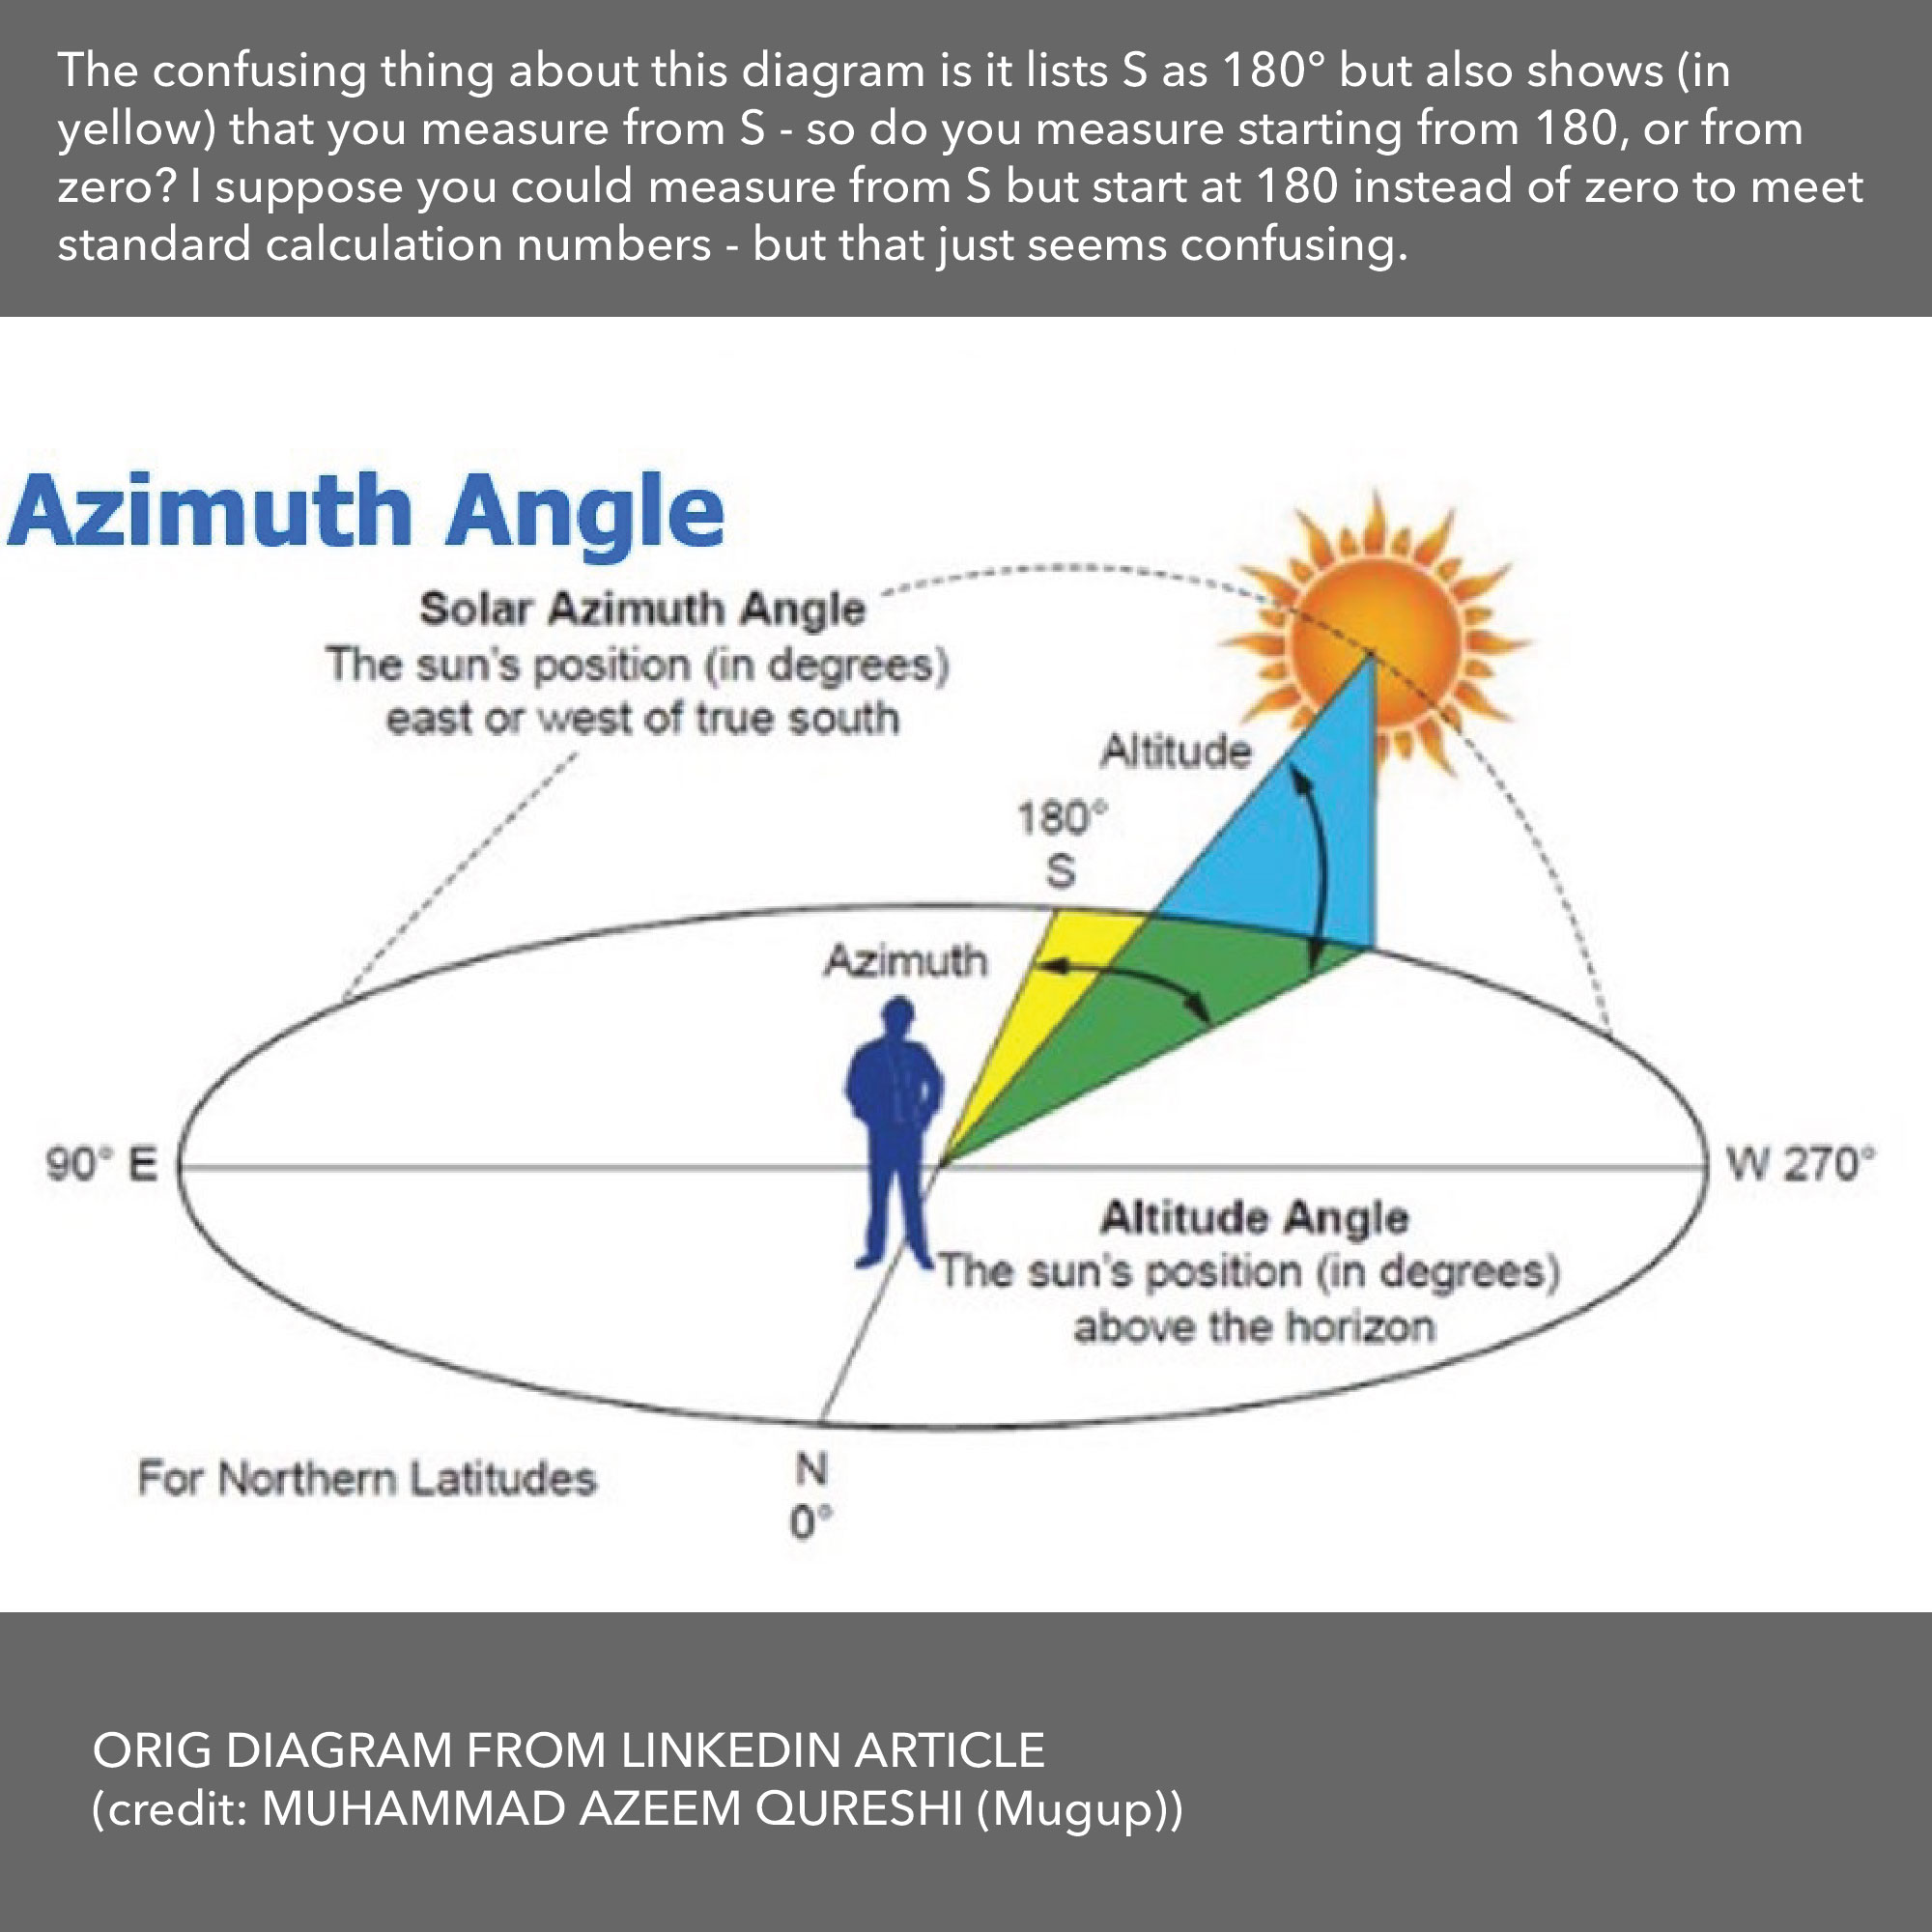 The confusing thing about this diagram is it lists S as 180° but also shows (in
yellow) that you measure from S - so do you measure starting from 180, or from
zero? I suppose you could measure from S but start at 180 instead of zero to meet
standard calculation numbers - but that just seems confusing.
Azimuth Angle
Solar Azimuth Angle
The sun's position (in degrees)
east or west of true south
Altitude
180°
S
Azimuth
90° E
W 270°
Altitude Angle
The sun's position (in degrees)
above the horizon
For Northern Latitudes
N
0°
ORIG DIAGRAM FROM LINKEDIN ARTICLE
(credit: MUHAMMAD AZEEM QURESHI (Mugup))